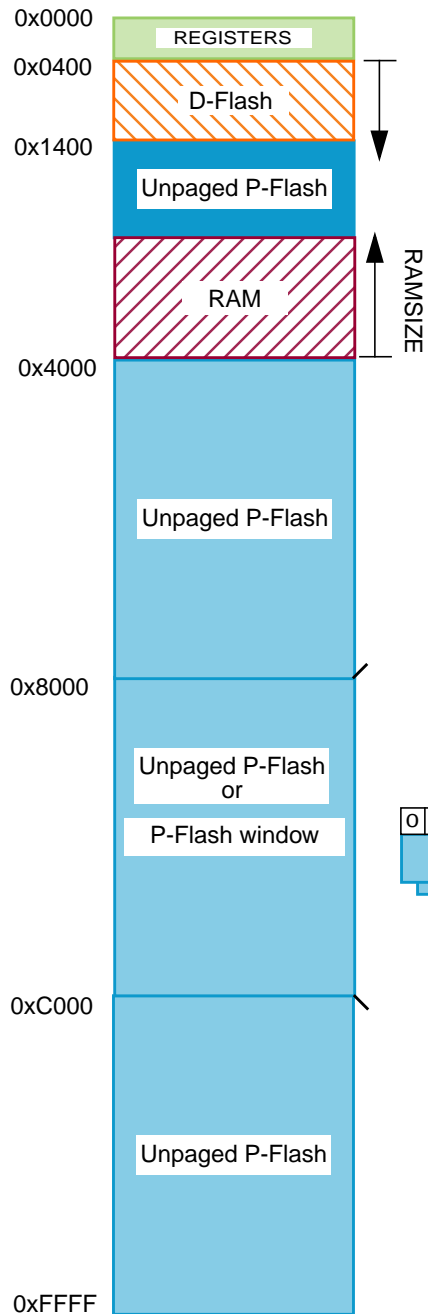 0x0000
REGISTERS
0x0400
D-Flash
0x1400
Unpaged P-Flash
RAM
RAMSIZE
0x4000
Unpaged P-Flash
0x8000
Unpaged P-Flash
or
P-Flash window
0
0xC000
Unpaged P-Flash
0xFFFF